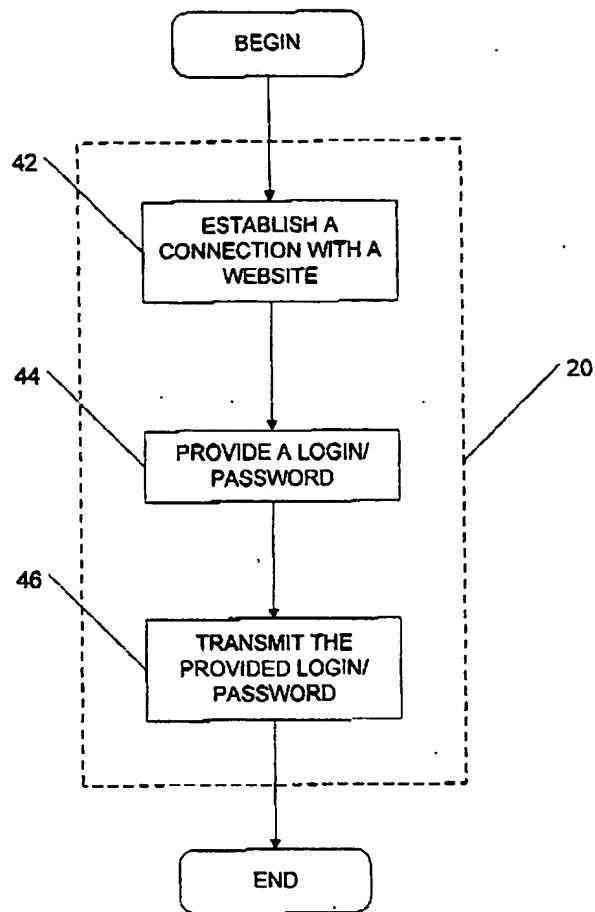 BEGIN
42
ESTABLISH A
CONNECTION WITH A
WEBSITE
44
20
PROVIDE A LOGIN/
PASSWORD
46
TRANSMIT THE
PROVIDED LOGIN/
PASSWORD
END